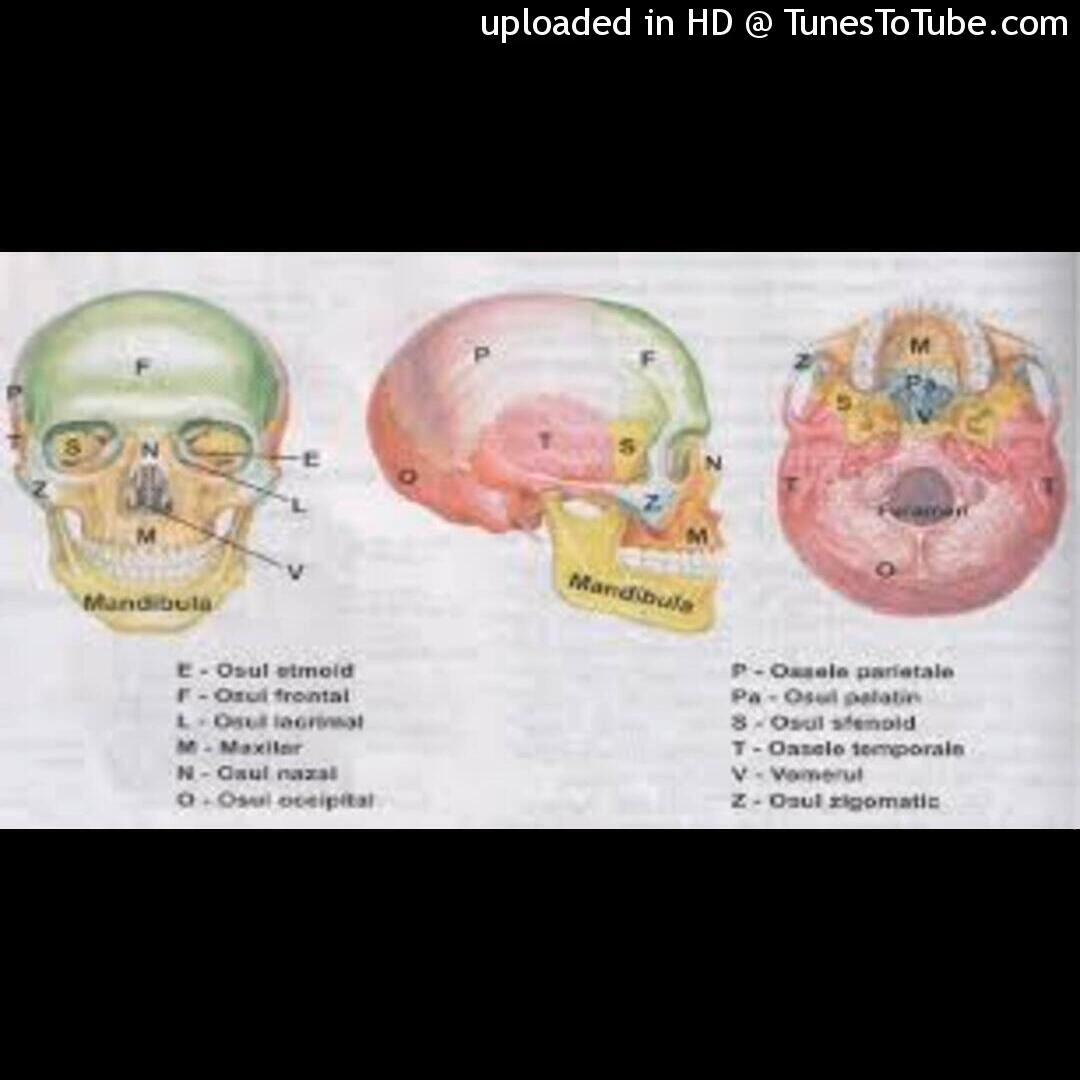 uploaded in HD @ TunesToTube.com
F
P
T
S
N
E
Z
L
M
V
Mandibula
P
F
T
S
O
N
Z
M
Mandibula
M
Z
Pa
S
V
T
T
Foramen
O
E - Osul etmoid
F - Osul frontal
L - Osul lacrimal
M - Maxilar
N - Osul nazal
O - Osul occipital
P - Oasele parietale
Pa - Osul palatin
S - Osul sfenoid
T - Oasele temporale
V - Vomerul
Z - Osul zigomatic